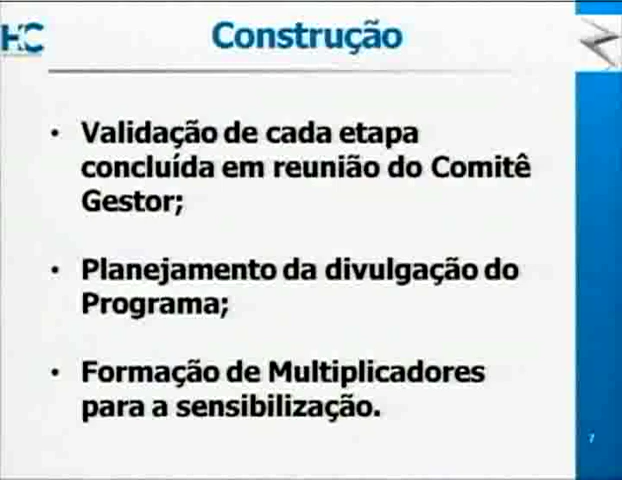 HC
Construção
• Validação de cada etapa
concluída em reunião do Comitê
Gestor;
• Planejamento da divulgação do
Programa;
• Formação de Multiplicadores
para a sensibilização.
7